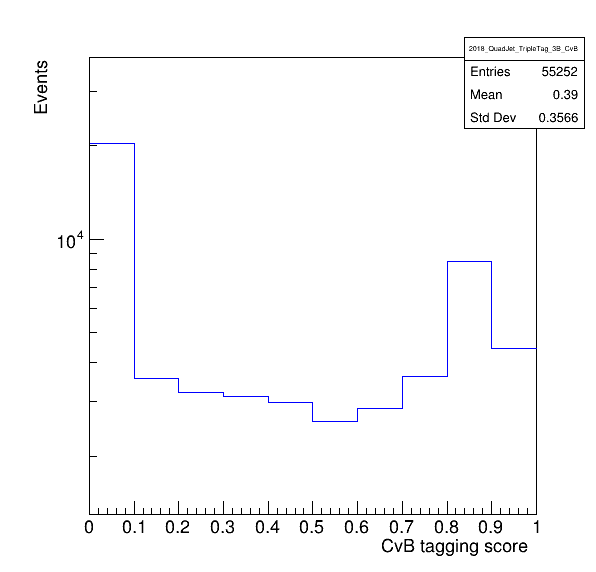 2018_QuadJet_TripleTag_3B_CvB
Entries 55252
Mean 0.39
Std Dev 0.3566
Events
10^4
0 0.1 0.2 0.3 0.4 0.5 0.6 0.7 0.8 0.9 1
CvB tagging score